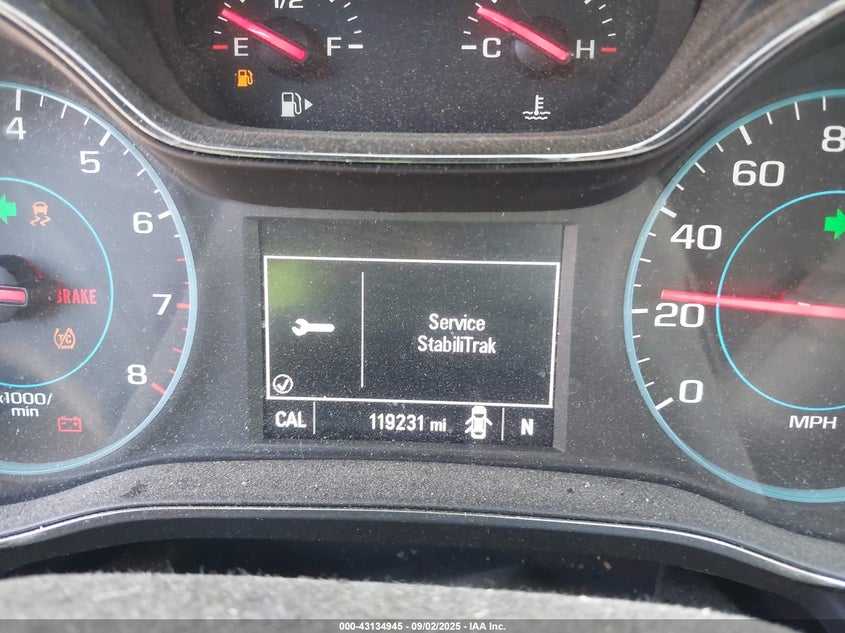 1/2
E F
C H
4
5
6
7
8
BRAKE
x1000/
min
80
60
40
20
0
MPH
Service
StabiliTrak
CAL 119231 mi N
000-43134945 - 09/02/2025 - IAA Inc.